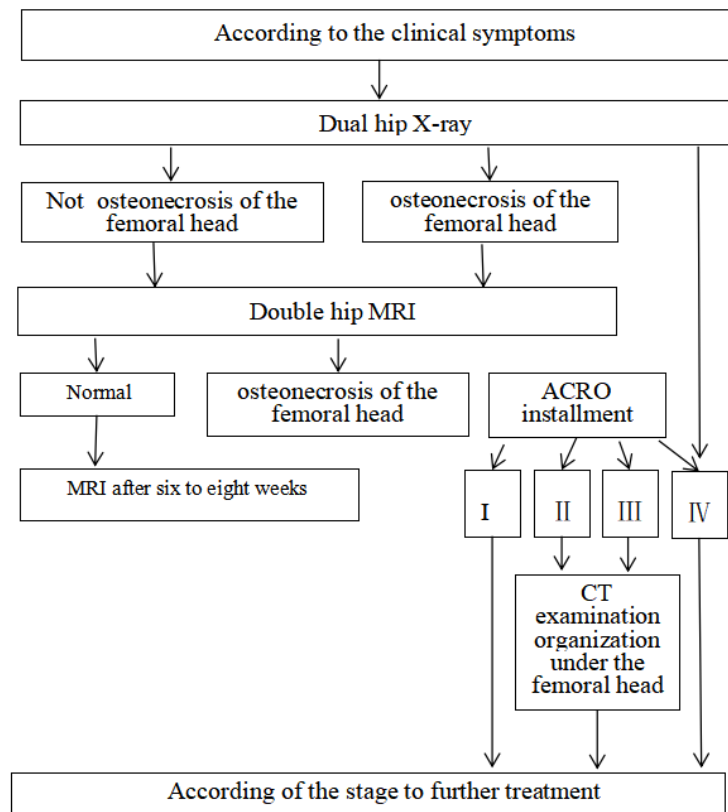 According to the clinical symptoms
Dual hip X-ray
Not osteonecrosis of the
femoral head
osteonecrosis of the
femoral head
Double hip MRI
Normal
osteonecrosis of the
femoral head
ACRO
installment
MRI after six to eight weeks
I
II
III
IV
CT
examination
organization
under the
femoral head
According of the stage to further treatment